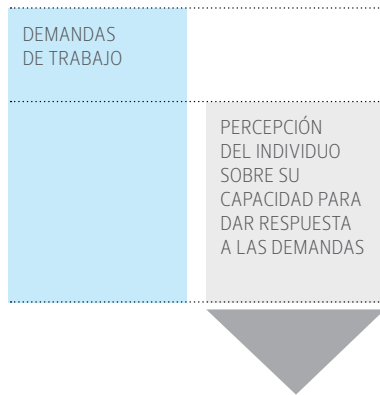 DEMANDAS
DE TRABAJO
PERCEPCIÓN
DEL INDIVIDUO
SOBRE SU
CAPACIDAD PARA
DAR RESPUESTA
A LAS DEMANDAS